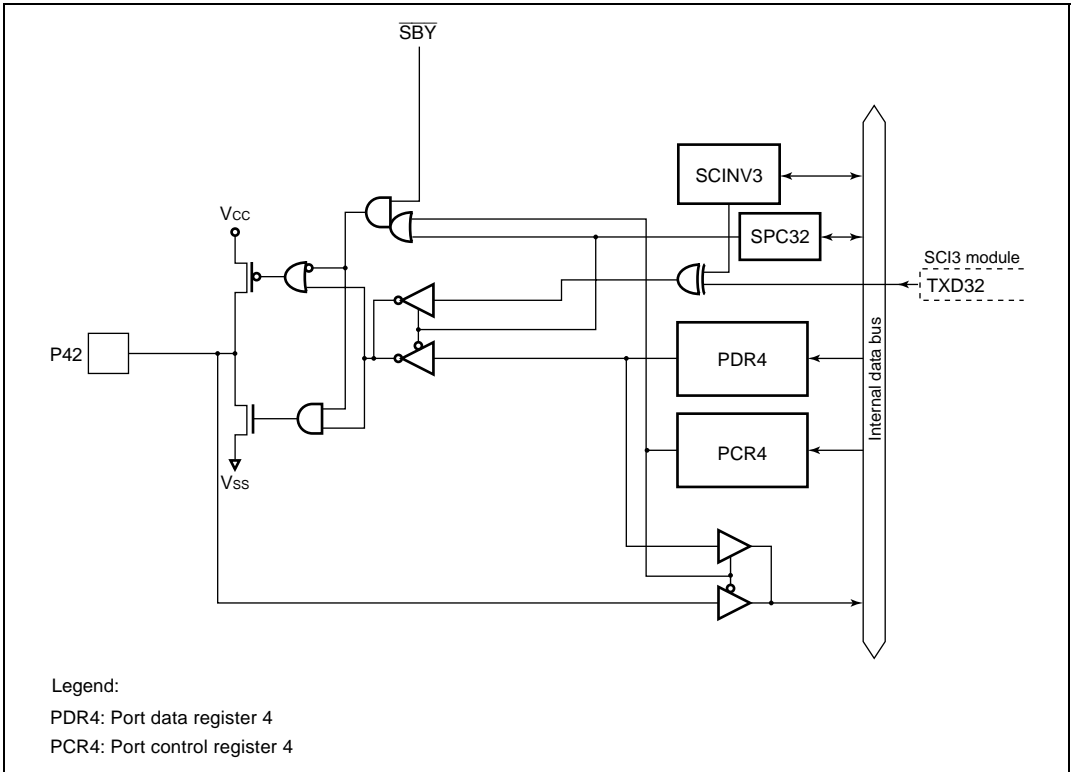 SBY
SCINV3
VCC
SPC32
SCI3 module
TXD32
P42
PDR4
Internal data bus
PCR4
VSS
Legend:
PDR4: Port data register 4
PCR4: Port control register 4